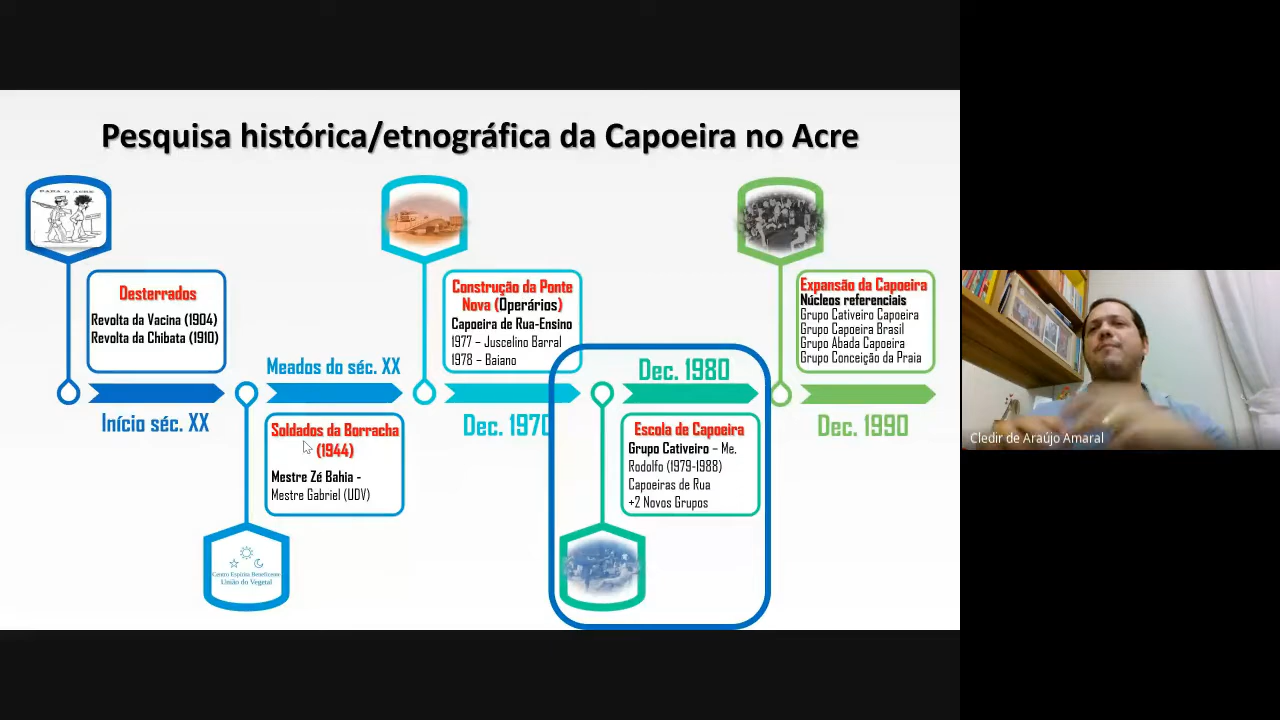 Pesquisa histórica/etnográfica da Capoeira no Acre
PARA O ACRE
Desterrados
Revolta da Vacina (1904)
Revolta da Chibata (1910)
Início séc. XX
Meados do séc. XX
Soldados da Borracha
(1944)
Mestre Zé Bahia -
Mestre Gabriel (UDV)
Centro Espírita Beneficente
União do Vegetal
Construção da Ponte
Nova (Operários)
Capoeira de Rua-Ensino
1977 – Juscelino Barral
1978 – Baiano
Dec. 1970
Dec. 1980
Escola de Capoeira
Grupo Cativeiro – Me.
Rodolfo (1979-1988)
Capoeiras de Rua
+2 Novos Grupos
Expansão da Capoeira
Núcleos referenciais
Grupo Cativeiro Capoeira
Grupo Capoeira Brasil
Grupo Abada Capoeira
Grupo Conceição da Praia
Dec. 1990
Cledir de Araújo Amaral